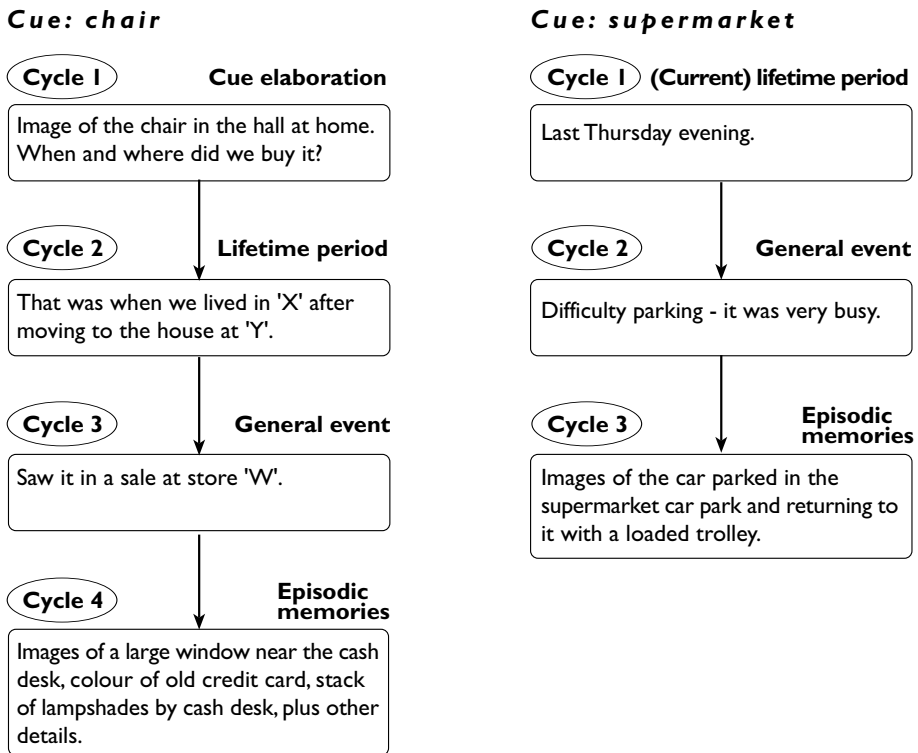 Cue: chair
Cycle 1 Cue elaboration
Image of the chair in the hall at home.
When and where did we buy it?
Cycle 2 Lifetime period
That was when we lived in 'X' after
moving to the house at 'Y'.
Cycle 3 General event
Saw it in a sale at store 'W'.
Cycle 4 Episodic
memories
Images of a large window near the cash
desk, colour of old credit card, stack
of lampshades by cash desk, plus other
details.
Cue: supermarket
Cycle 1 (Current) lifetime period
Last Thursday evening.
Cycle 2 General event
Difficulty parking - it was very busy.
Cycle 3 Episodic
memories
Images of the car parked in the
supermarket car park and returning to
it with a loaded trolley.